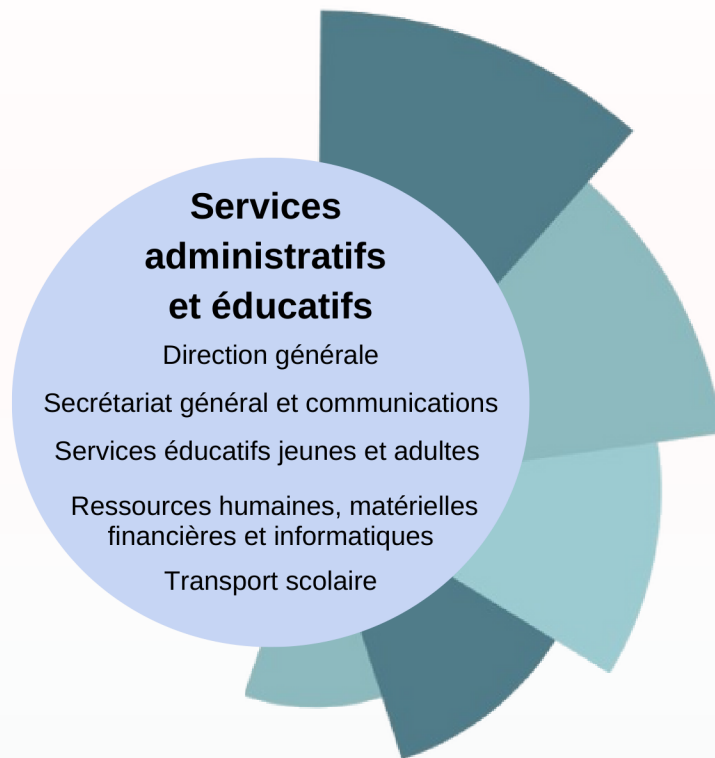 Services
administratifs
et éducatifs
Direction générale
Secrétariat général et communications
Services éducatifs jeunes et adultes
Ressources humaines, matérielles
financières et informatiques
Transport scolaire